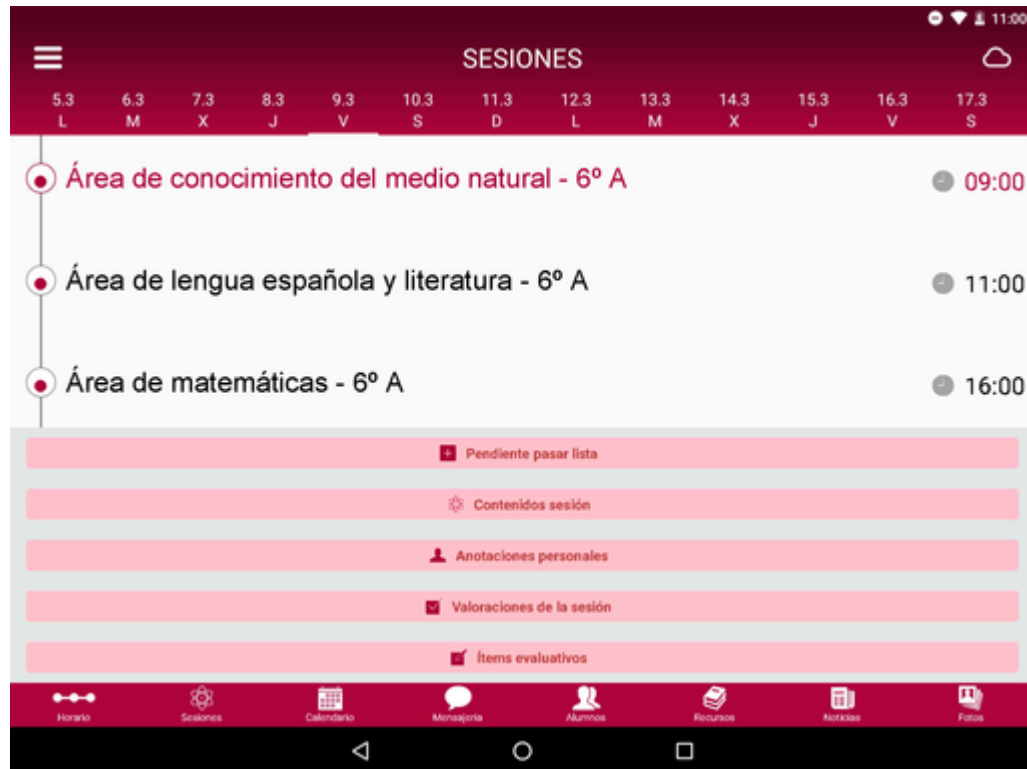 11:00
SESIONES
5.3 6.3 7.3 8.3 9.3 10.3 11.3 12.3 13.3 14.3 15.3 16.3 17.3
L M X J V S D L M X J V S
Área de conocimiento del medio natural - 6º A 09:00
Área de lengua española y literatura - 6º A 11:00
Área de matemáticas - 6º A 16:00
Pendiente pasar lista
Contenidos sesión
Anotaciones personales
Valoraciones de la sesión
Ítems evaluativos
Horario Sesiones Calendario Mensajería Alumnos Recursos Noticias Fotos